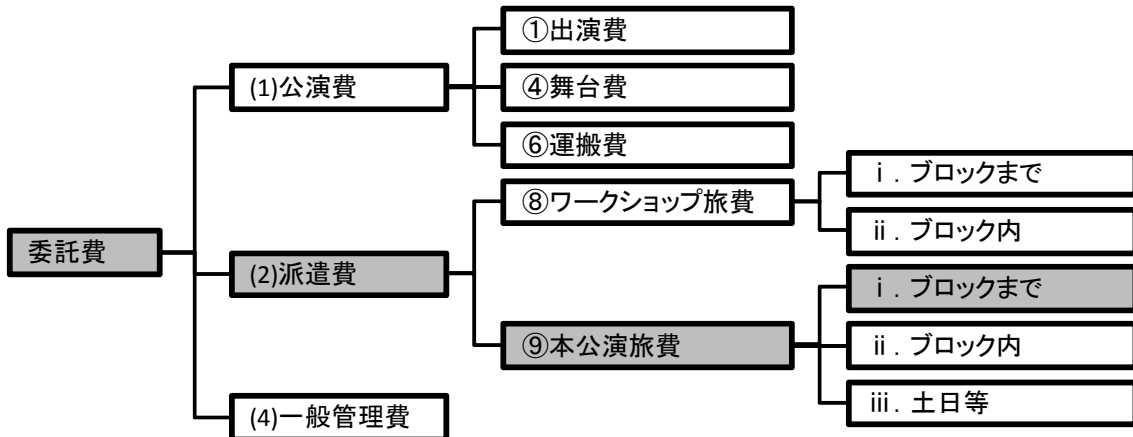 ①出演費
(1)公演費
④舞台費
⑥運搬費
ⅰ．ブロックまで
⑧ワークショップ旅費
ⅱ．ブロック内
委託費
(2)派遣費
ⅰ．ブロックまで
⑨本公演旅費
ⅱ．ブロック内
ⅲ．土日等
(4)一般管理費